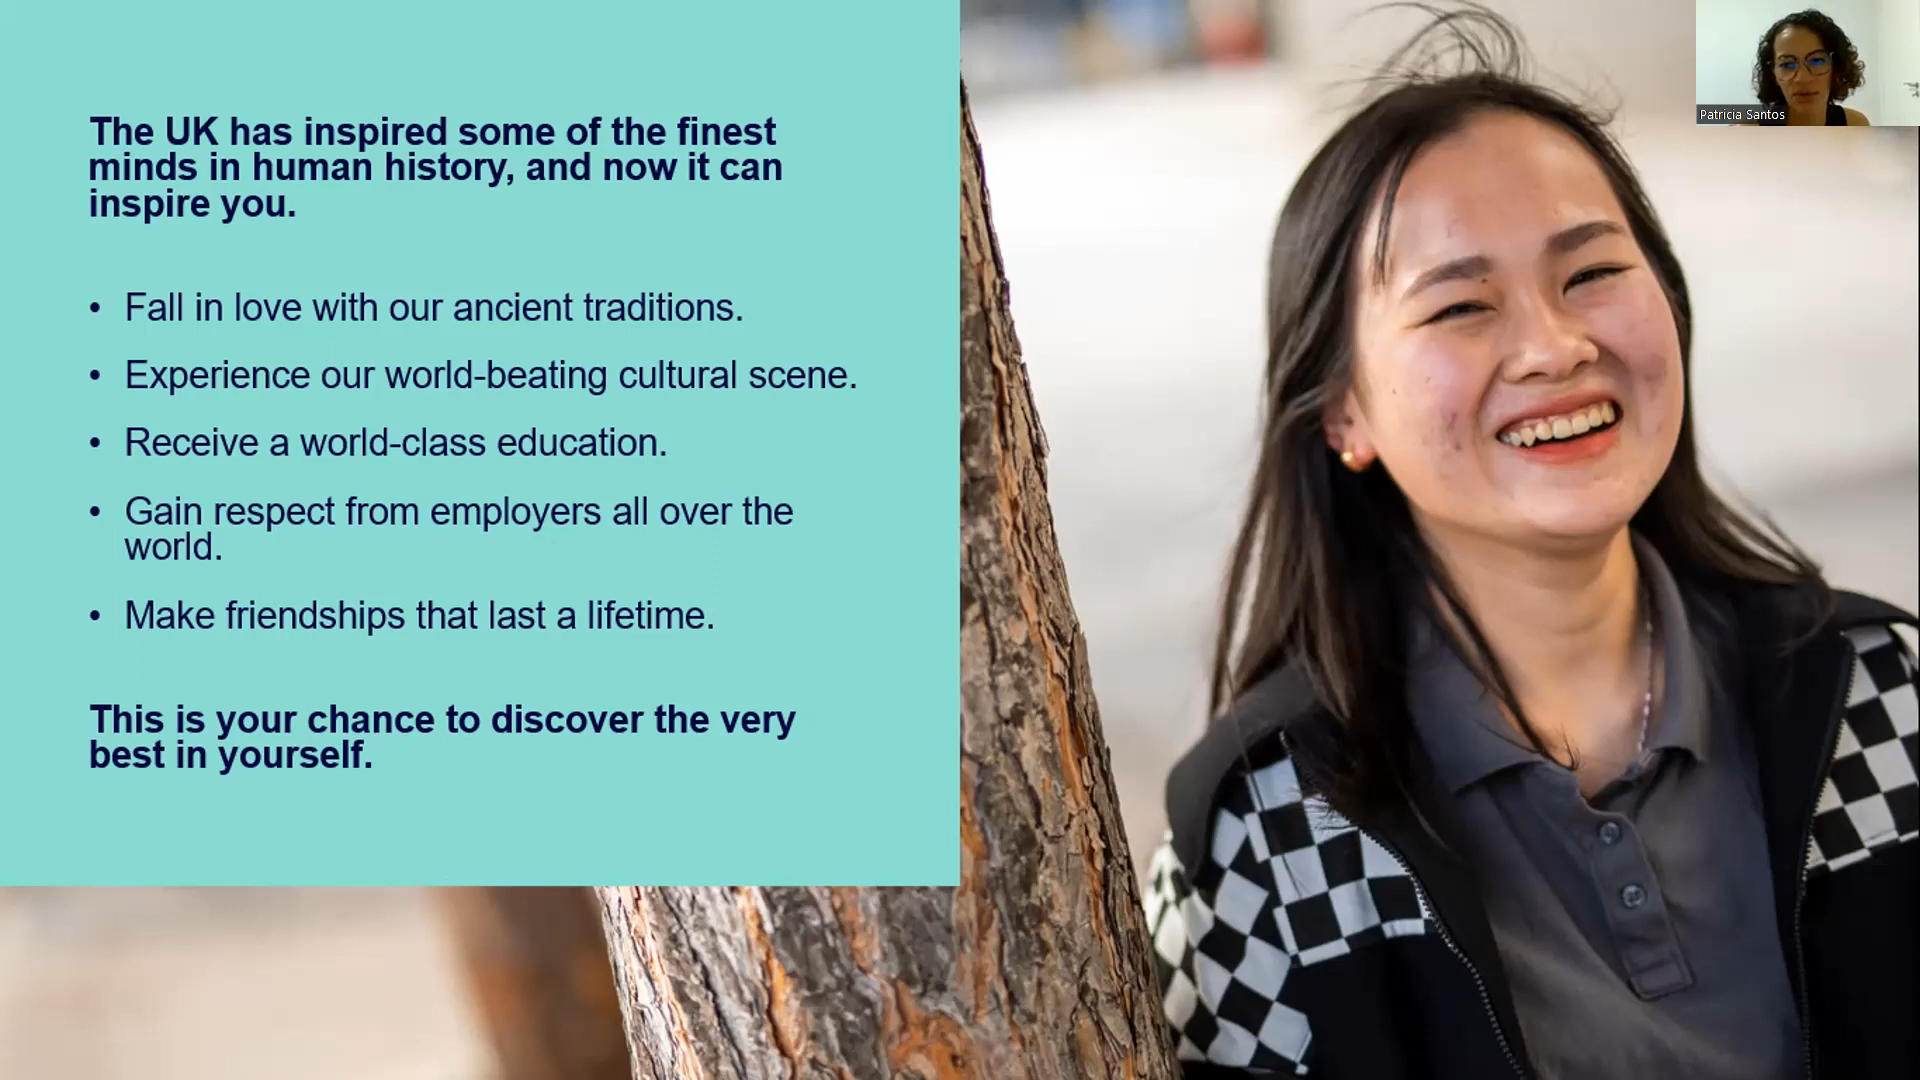 The UK has inspired some of the finest
minds in human history, and now it can
inspire you.
• Fall in love with our ancient traditions.
• Experience our world-beating cultural scene.
• Receive a world-class education.
• Gain respect from employers all over the
world.
• Make friendships that last a lifetime.
This is your chance to discover the very
best in yourself.
Patricia Santos